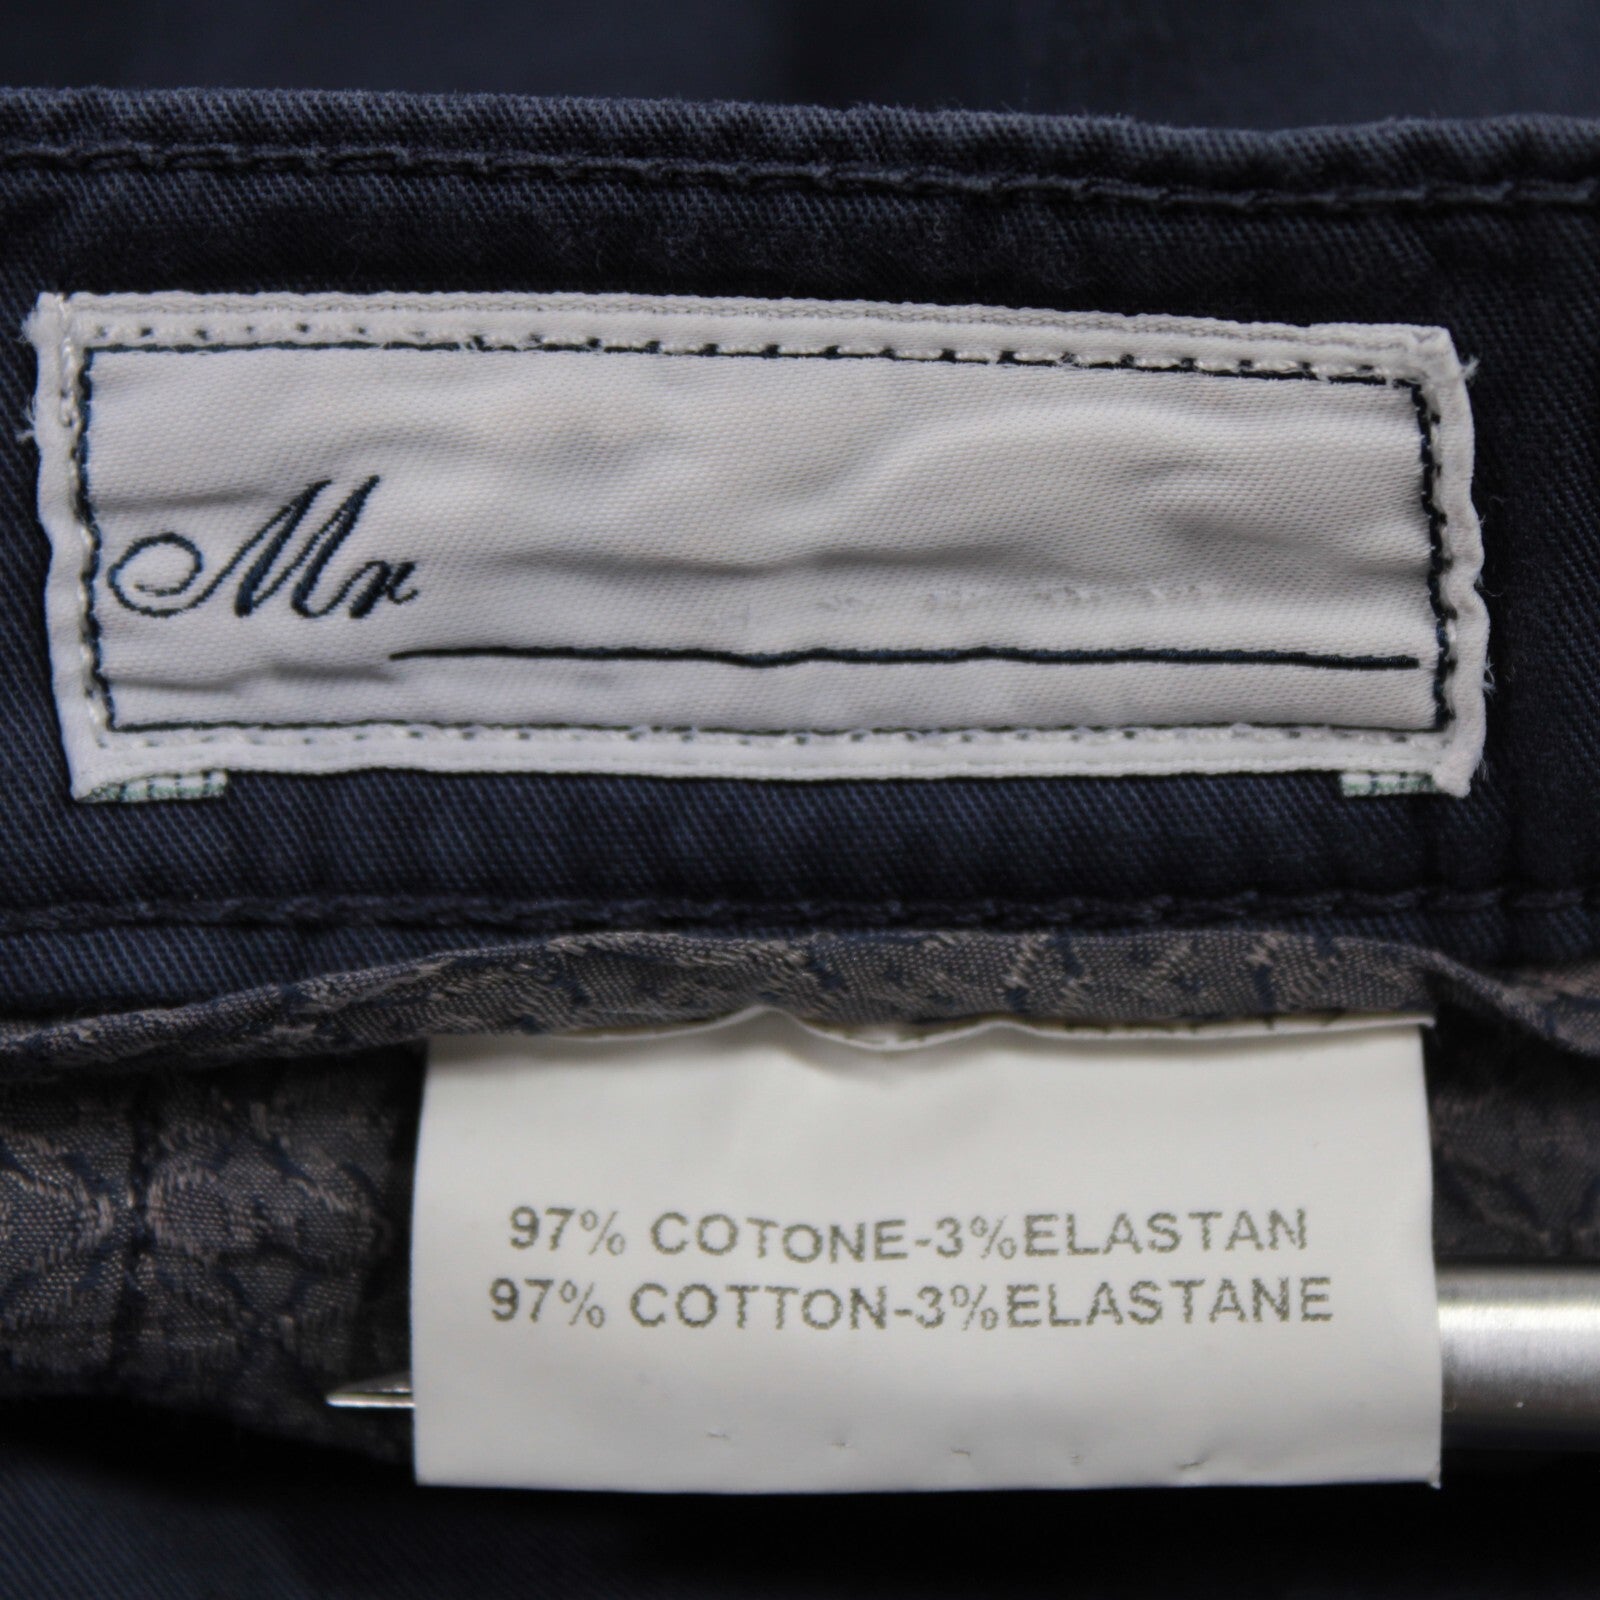 Mr
97% COTONE-3%ELASTAN
97% COTTON-3%ELASTANE